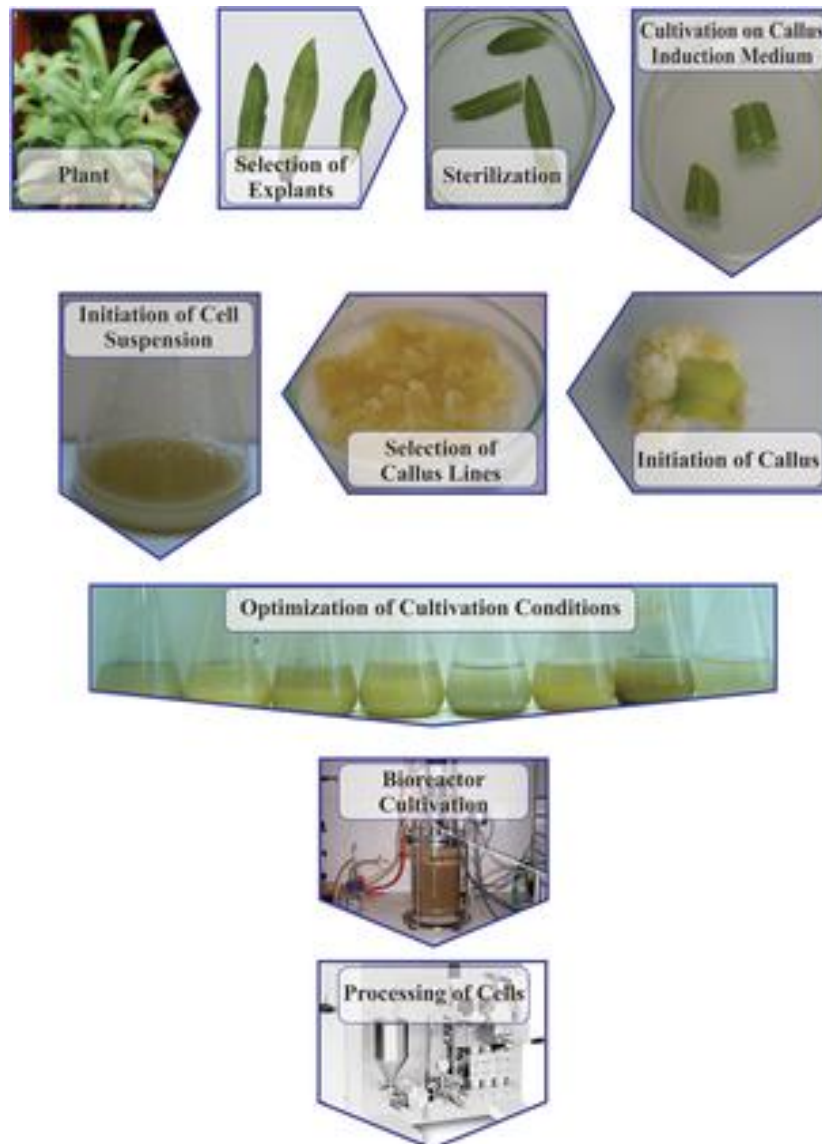 Plant
Selection of
Explants
Sterilization
Cultivation on Callus
Induction Medium
Initiation of Callus
Selection of
Callus Lines
Initiation of Cell
Suspension
Optimization of Cultivation Conditions
Bioreactor
Cultivation
Processing of Cells